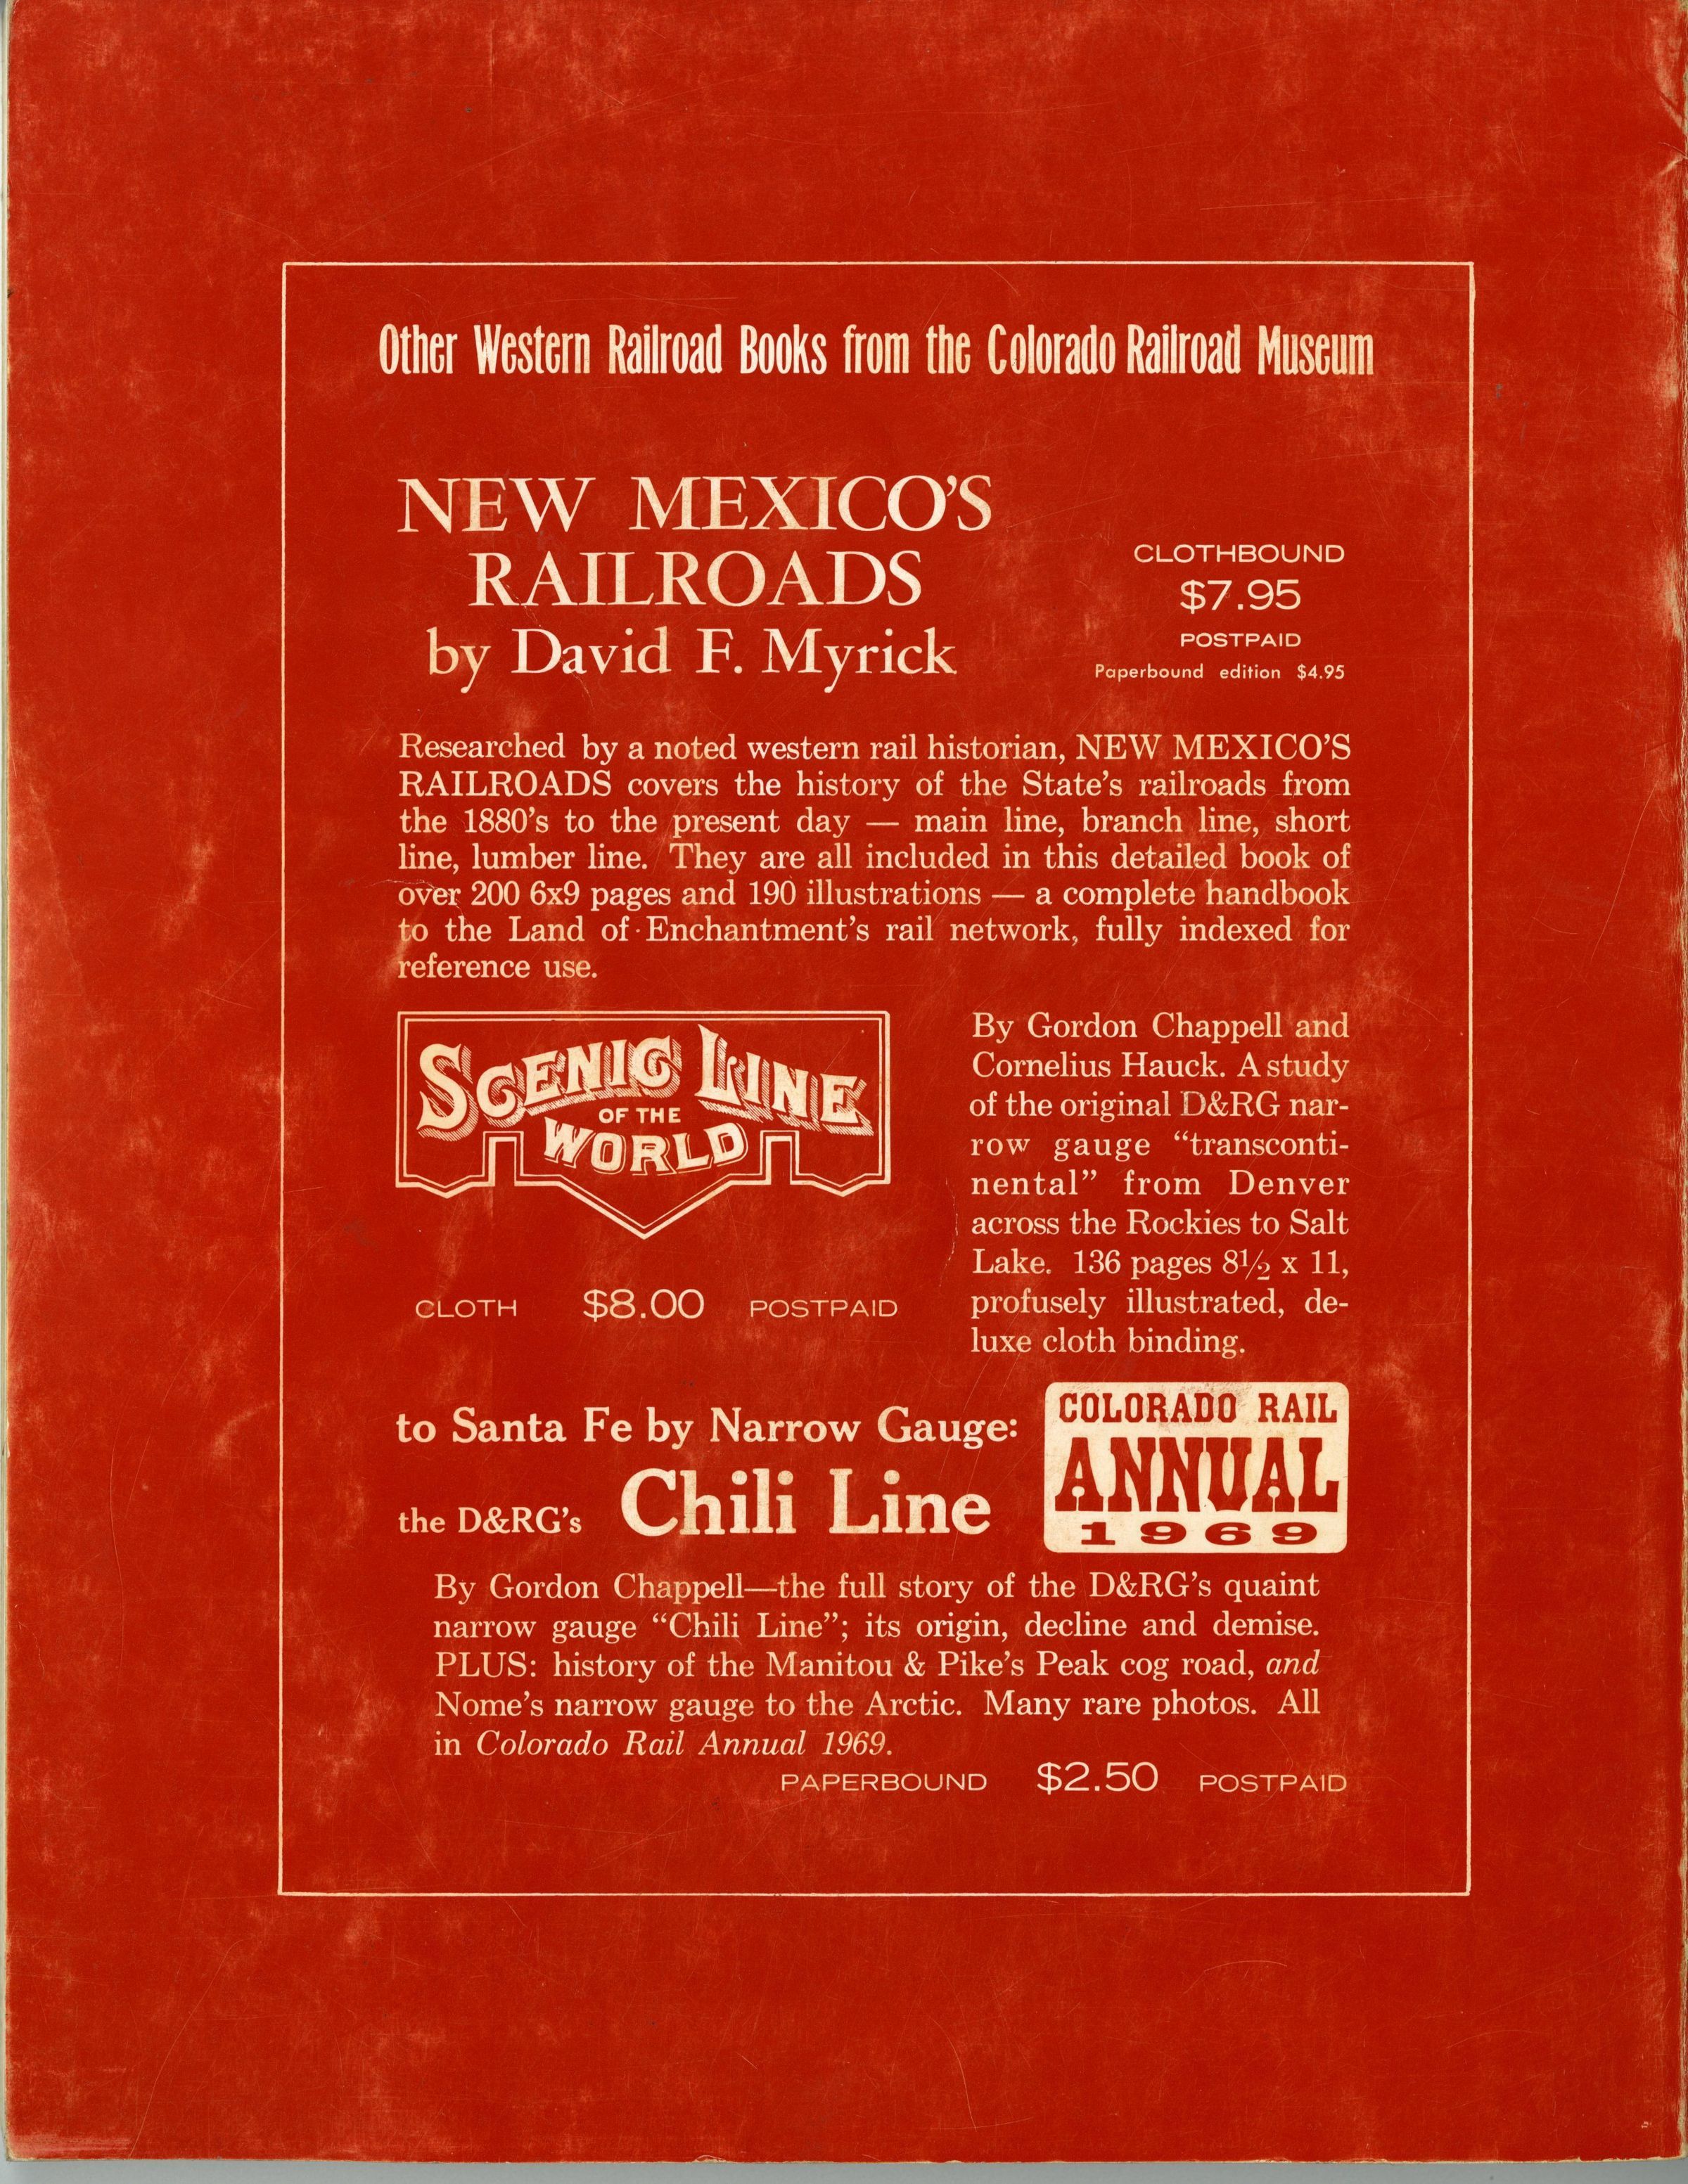 Other Western Railroad Books from the Colorado Railroad Museum
NEW MEXICO'S
RAILROADS
by David F. Myrick
CLOTHBOUND
$7.95
POSTPAID
Paperbound edition $4.95
Researched by a noted western rail historian, NEW MEXICO'S
RAILROADS covers the history of the State's railroads from
the 1880's to the present day — main line, branch line, short
line, lumber line. They are all included in this detailed book of
over 200 6x9 pages and 190 illustrations — a complete handbook
to the Land of Enchantment's rail network, fully indexed for
reference use.
SCENIC LINE
OF THE
WORLD
CLOTH $8.00 POSTPAID
By Gordon Chappell and
Cornelius Hauck. A study
of the original D&RG nar-
row gauge “transconti-
nental” from Denver
across the Rockies to Salt
Lake. 136 pages 8½ x 11,
profusely illustrated, de-
luxe cloth binding.
to Santa Fe by Narrow Gauge:
the D&RG's Chili Line
COLORADO RAIL
ANNUAL
1969
By Gordon Chappell—the full story of the D&RG's quaint
narrow gauge “Chili Line”; its origin, decline and demise.
PLUS: history of the Manitou & Pike's Peak cog road, and
Nome's narrow gauge to the Arctic. Many rare photos. All
in Colorado Rail Annual 1969.
PAPERBOUND $2.50 POSTPAID